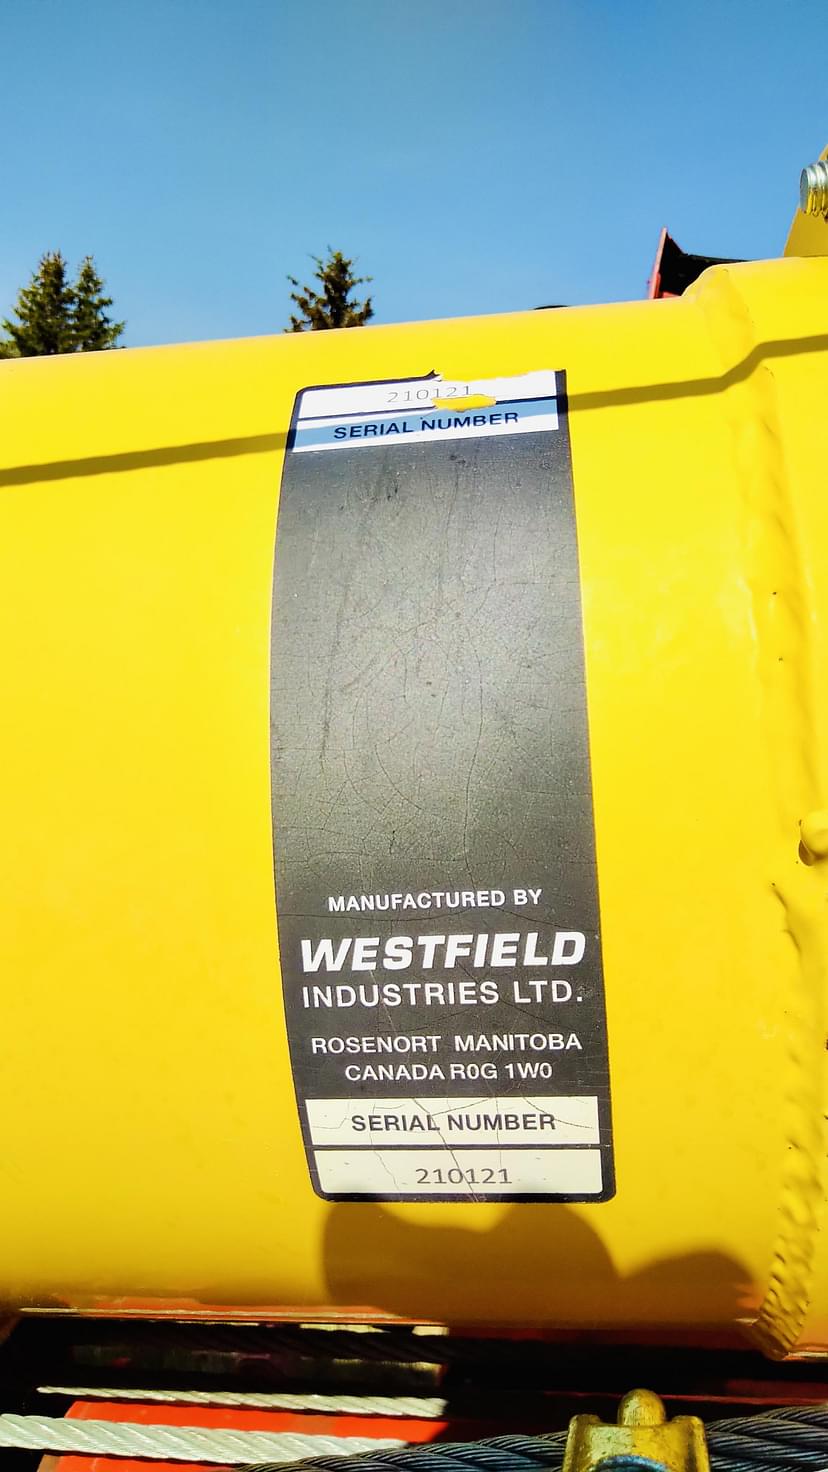 210121
SERIAL NUMBER
MANUFACTURED BY
WESTFIELD
INDUSTRIES LTD.
ROSENORT MANITOBA
CANADA R0G 1W0
SERIAL NUMBER
210121